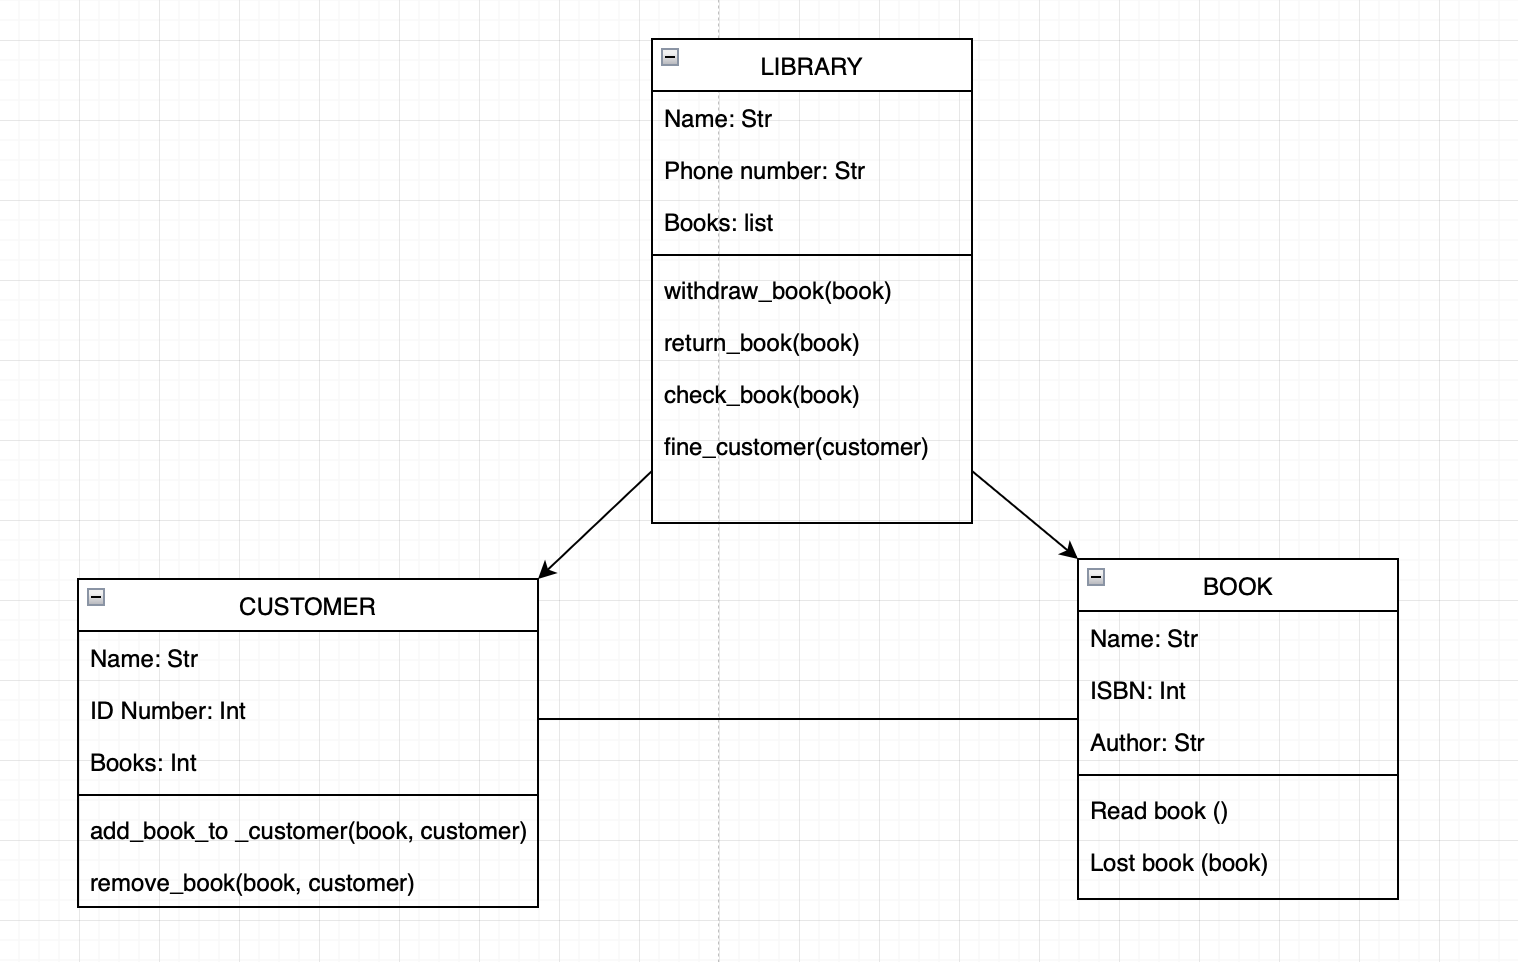 LIBRARY
Name: Str
Phone number: Str
Books: list
withdraw_book(book)
return_book(book)
check_book(book)
fine_customer(customer)
CUSTOMER
Name: Str
ID Number: Int
Books: Int
add_book_to _customer(book, customer)
remove_book(book, customer)
BOOK
Name: Str
ISBN: Int
Author: Str
Read book ()
Lost book (book)